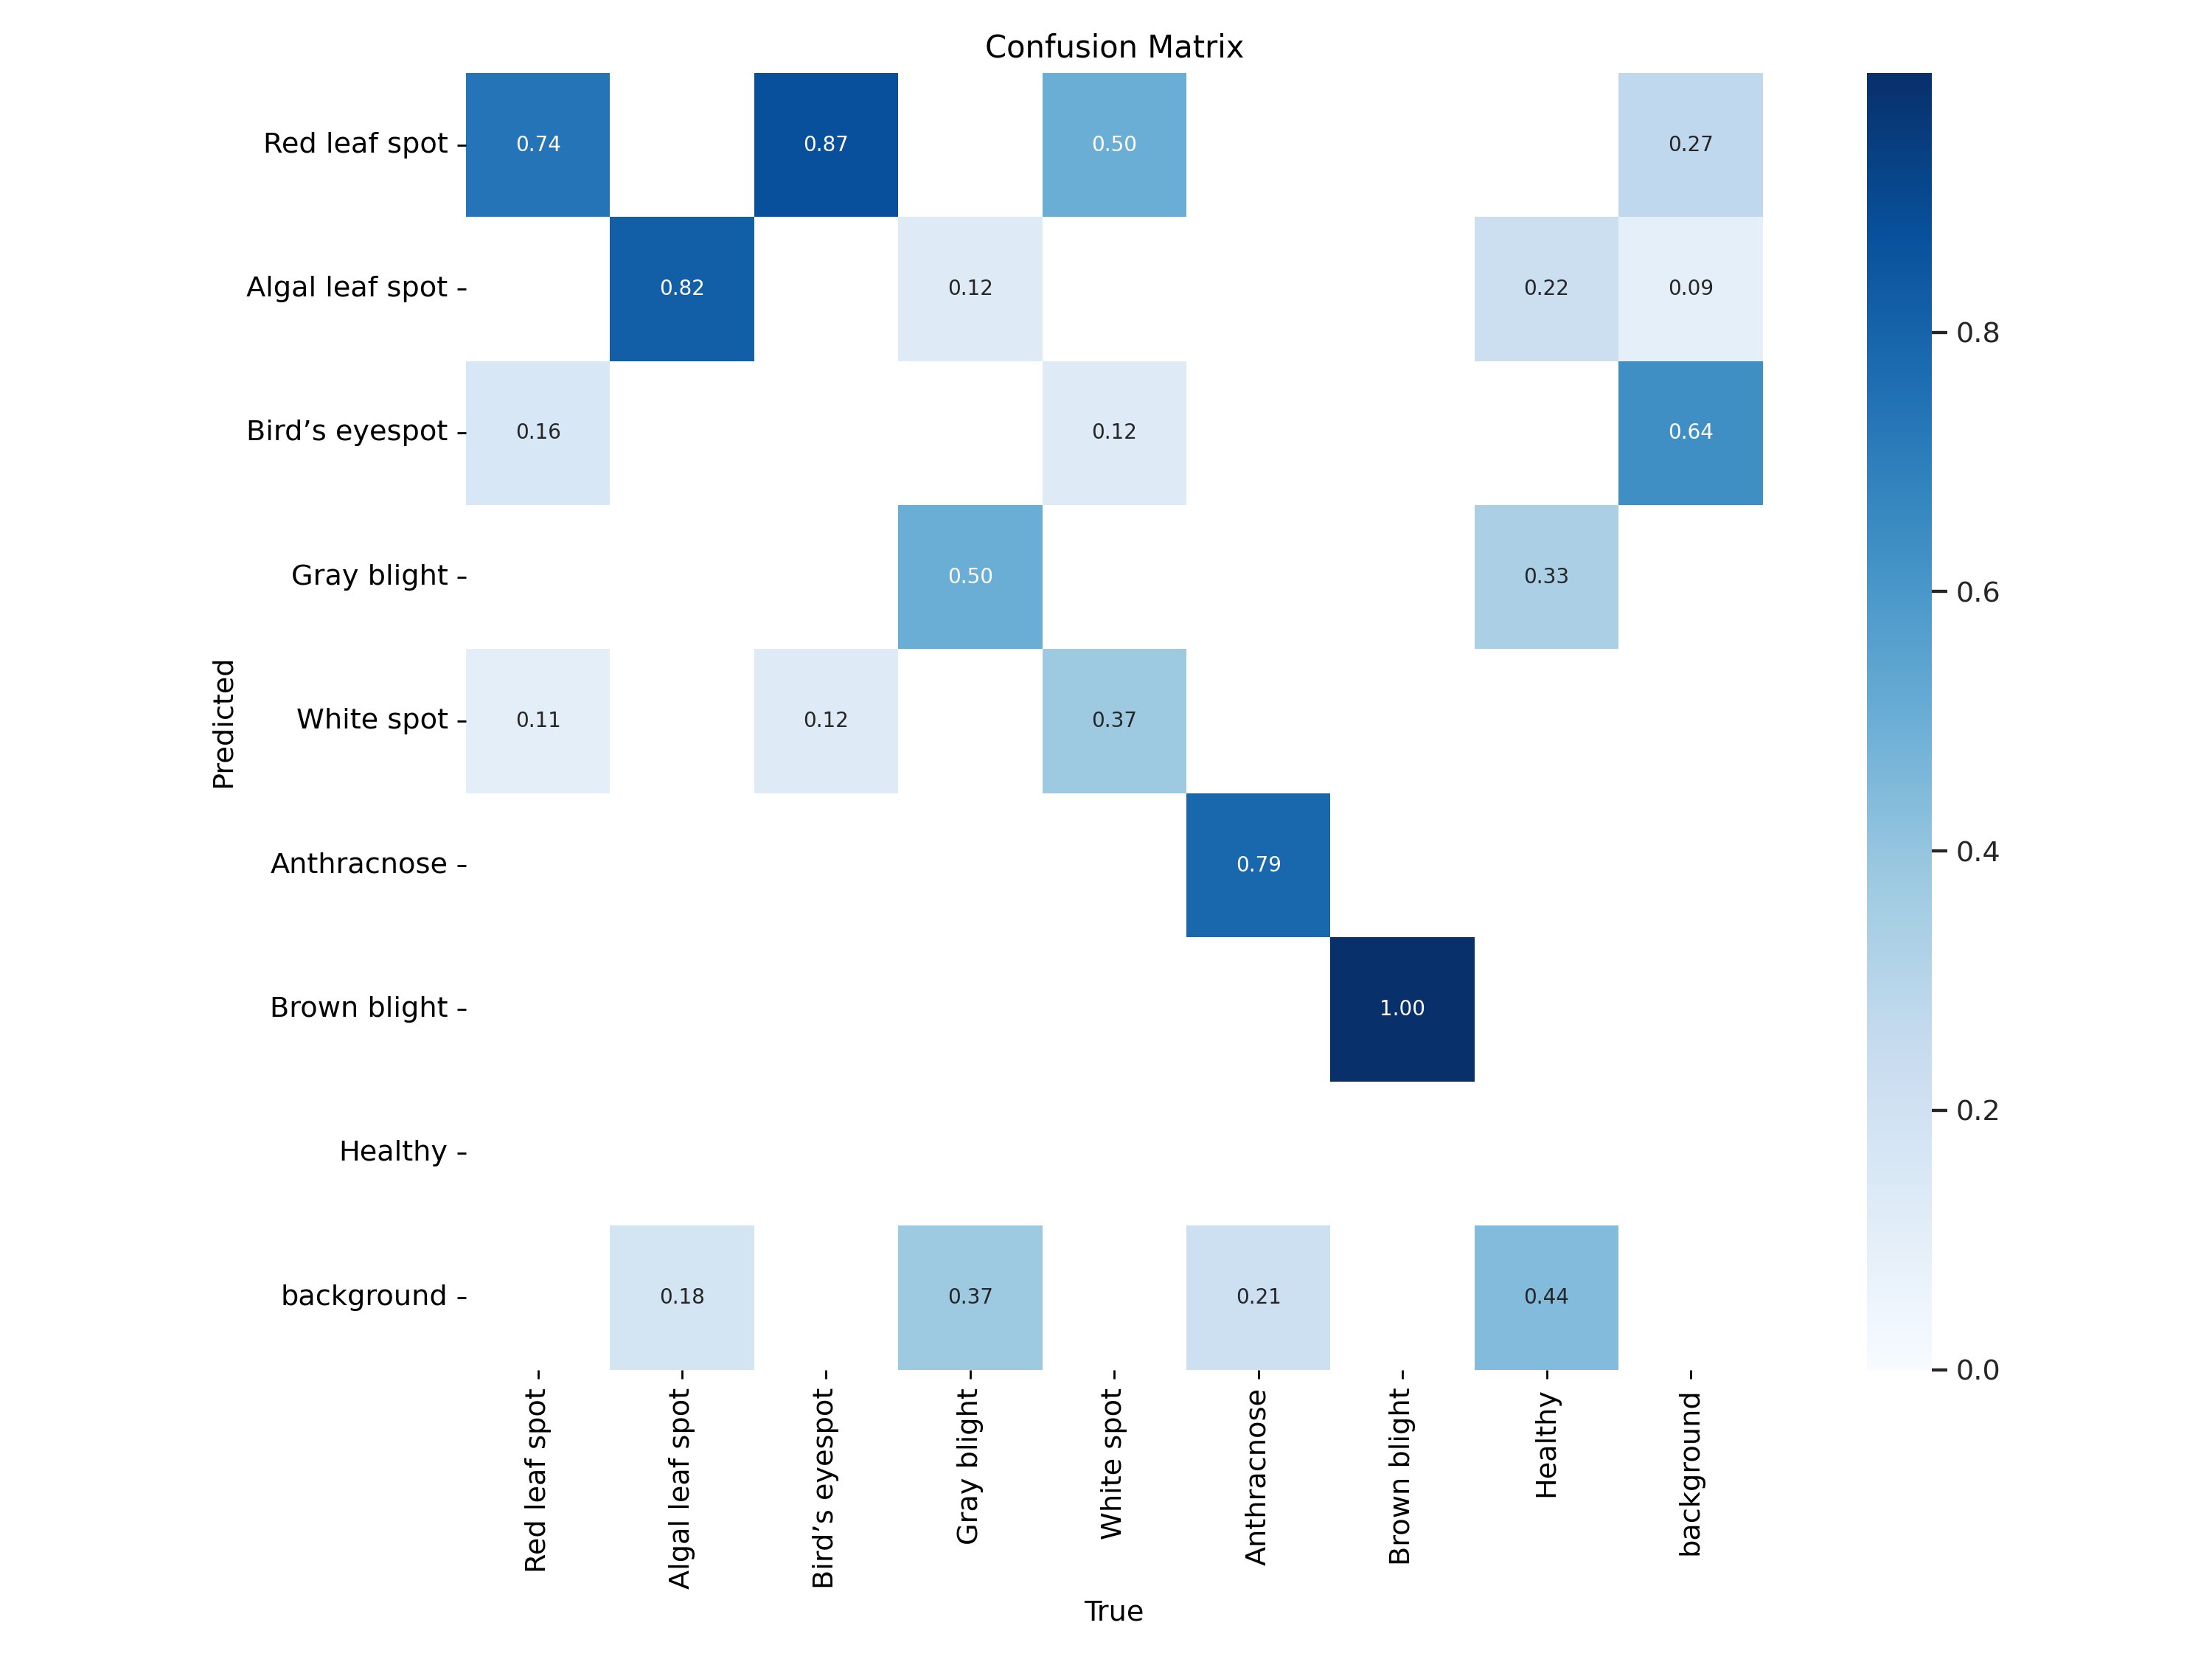 Confusion Matrix
Red leaf spot 0.74 0.87 0.50 0.27
Algal leaf spot 0.82 0.12 0.22 0.09
0.8
Bird’s eyespot 0.16 0.12 0.64
Gray blight 0.50 0.33
0.6
Predicted
White spot 0.11 0.12 0.37
Anthracnose 0.79
0.4
Brown blight 1.00
Healthy
0.2
background 0.18 0.37 0.21 0.44
0.0
Red leaf spot
Algal leaf spot
Bird’s eyespot
Gray blight
White spot
Anthracnose
Brown blight
Healthy
background
True